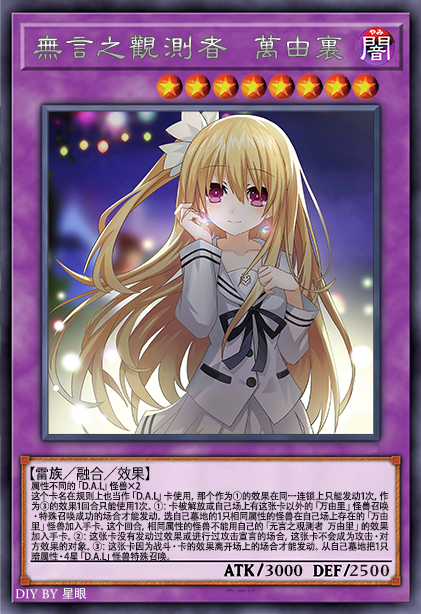 無言之觀測者 萬由裏
やみ
闇
【雷族／融合／效果】
属性不同的「D.A.L」怪兽×2
这个卡名在规则上也当作「D.A.L」卡使用，那个作为①的效果在同一连锁上只能发动1次，作
为③的效果1回合只能使用1次。①：卡被解放或自己场上有这张卡以外的「万由里」怪兽召唤
·特殊召唤成功的场合才能发动，选自己墓地的1只相同属性的怪兽在自己场上存在的「万由
里」怪兽加入手卡，这个回合，相同属性的怪兽不能用自己的「无言之观测者 万由里」的效果
加入手卡。②：这张卡没有发动过效果或进行过攻击宣言的场合，这张卡不会成为攻击·对
方效果的对象。③：这张卡因为战斗·卡的效果离开场上的场合才能发动。从自己墓地把1只
暗属性·4星「D.A.L」怪兽特殊召唤。
ATK/3000 DEF/2500
DIY BY 星眼